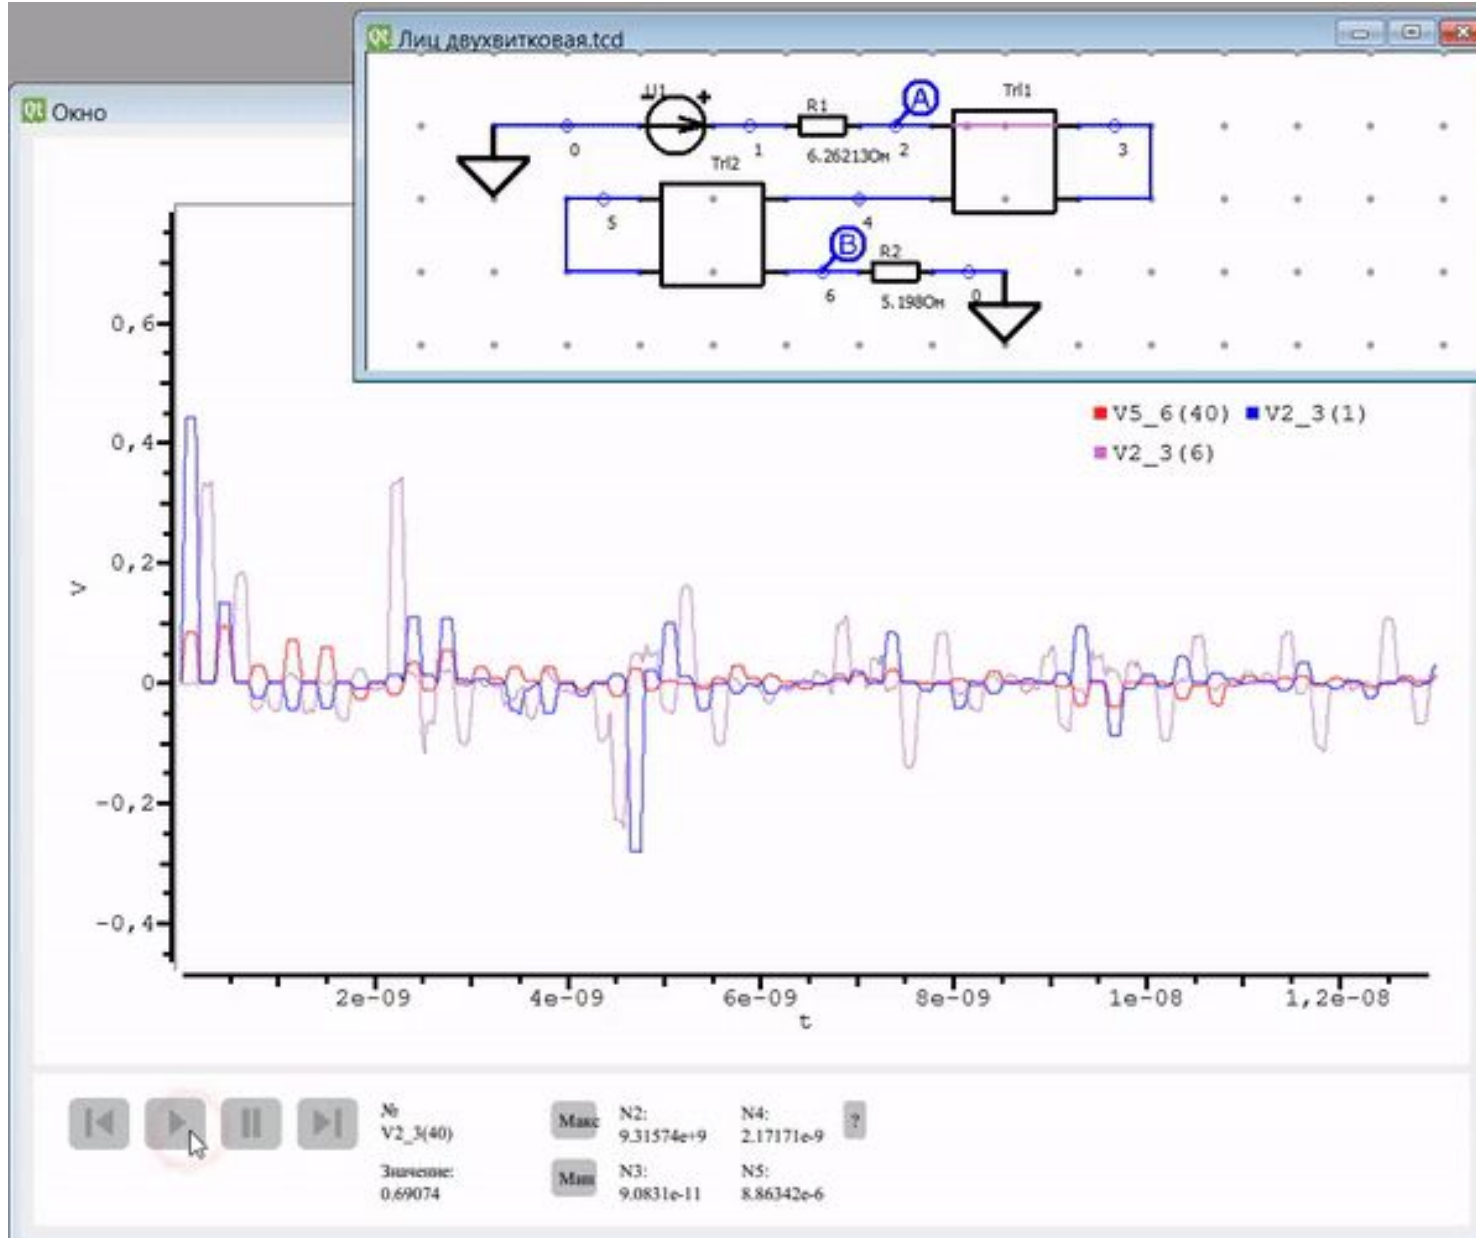 Qt Лиц двухвитковая.tcd
Qt Окно
U1
- +
R1
A
Trl1
0
1
6.26213Ом
2
3
Trl2
5
4
B
R2
6
5.198Ом
0
V5_6(40) V2_3(1)
V2_3(6)
0,6
0,4
0,2
0
-0,2
-0,4
V
2e-09 4e-09 6e-09 8e-09 1e-08 1,2e-08
t
№
V2_3(40)
Значение:
0.69074
Макс
N2:
9.31574e+9
N4:
2.17171e-9
?
Мин
N3:
9.0831e-11
N5:
8.86342e-6